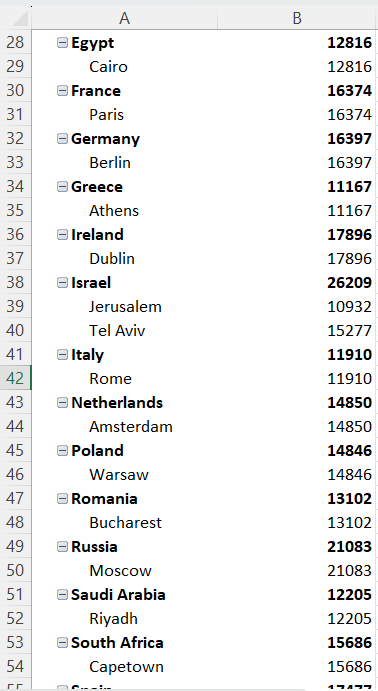 A B
28 Egypt 12816
29 Cairo 12816
30 France 16374
31 Paris 16374
32 Germany 16397
33 Berlin 16397
34 Greece 11167
35 Athens 11167
36 Ireland 17896
37 Dublin 17896
38 Israel 26209
39 Jerusalem 10932
40 Tel Aviv 15277
41 Italy 11910
42 Rome 11910
43 Netherlands 14850
44 Amsterdam 14850
45 Poland 14846
46 Warsaw 14846
47 Romania 13102
48 Bucharest 13102
49 Russia 21083
50 Moscow 21083
51 Saudi Arabia 12205
52 Riyadh 12205
53 South Africa 15686
54 Capetown 15686